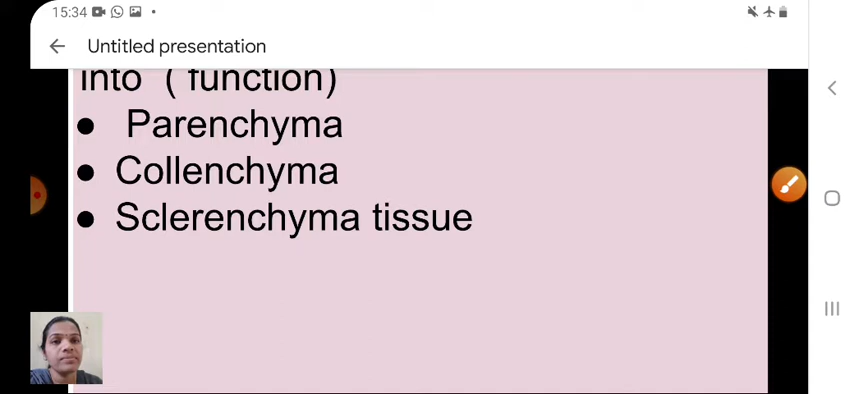 15:34
Untitled presentation
into ( function)
● Parenchyma
● Collenchyma
● Sclerenchyma tissue